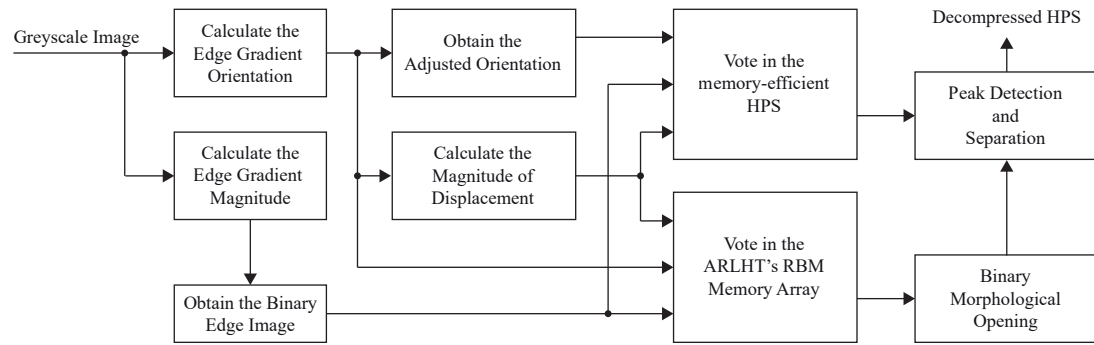 Greyscale Image
Calculate the
Edge Gradient
Orientation
Obtain the
Adjusted Orientation
Vote in the
memory-efficient
HPS
Decompressed HPS
Peak Detection
and
Separation
Calculate the
Edge Gradient
Magnitude
Calculate the
Magnitude of
Displacement
Vote in the
ARLHT's RBM
Memory Array
Obtain the Binary
Edge Image
Binary
Morphological
Opening